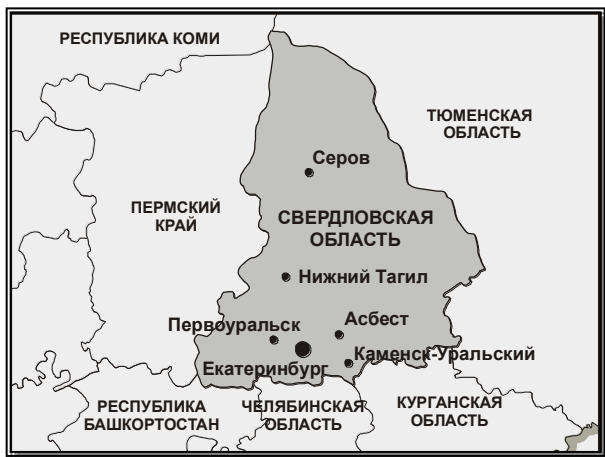 РЕСПУБЛИКА КОМИ
ТЮМЕНСКАЯ
ОБЛАСТЬ
Серов
ПЕРМСКИЙ
КРАЙ
СВЕРДЛОВСКАЯ
ОБЛАСТЬ
Нижний Тагил
Асбест
Первоуральск
Каменск-Уральский
Екатеринбург
РЕСПУБЛИКА
БАШКОРТОСТАН
ЧЕЛЯБИНСКАЯ
ОБЛАСТЬ
КУРГАНСКАЯ
ОБЛАСТЬ